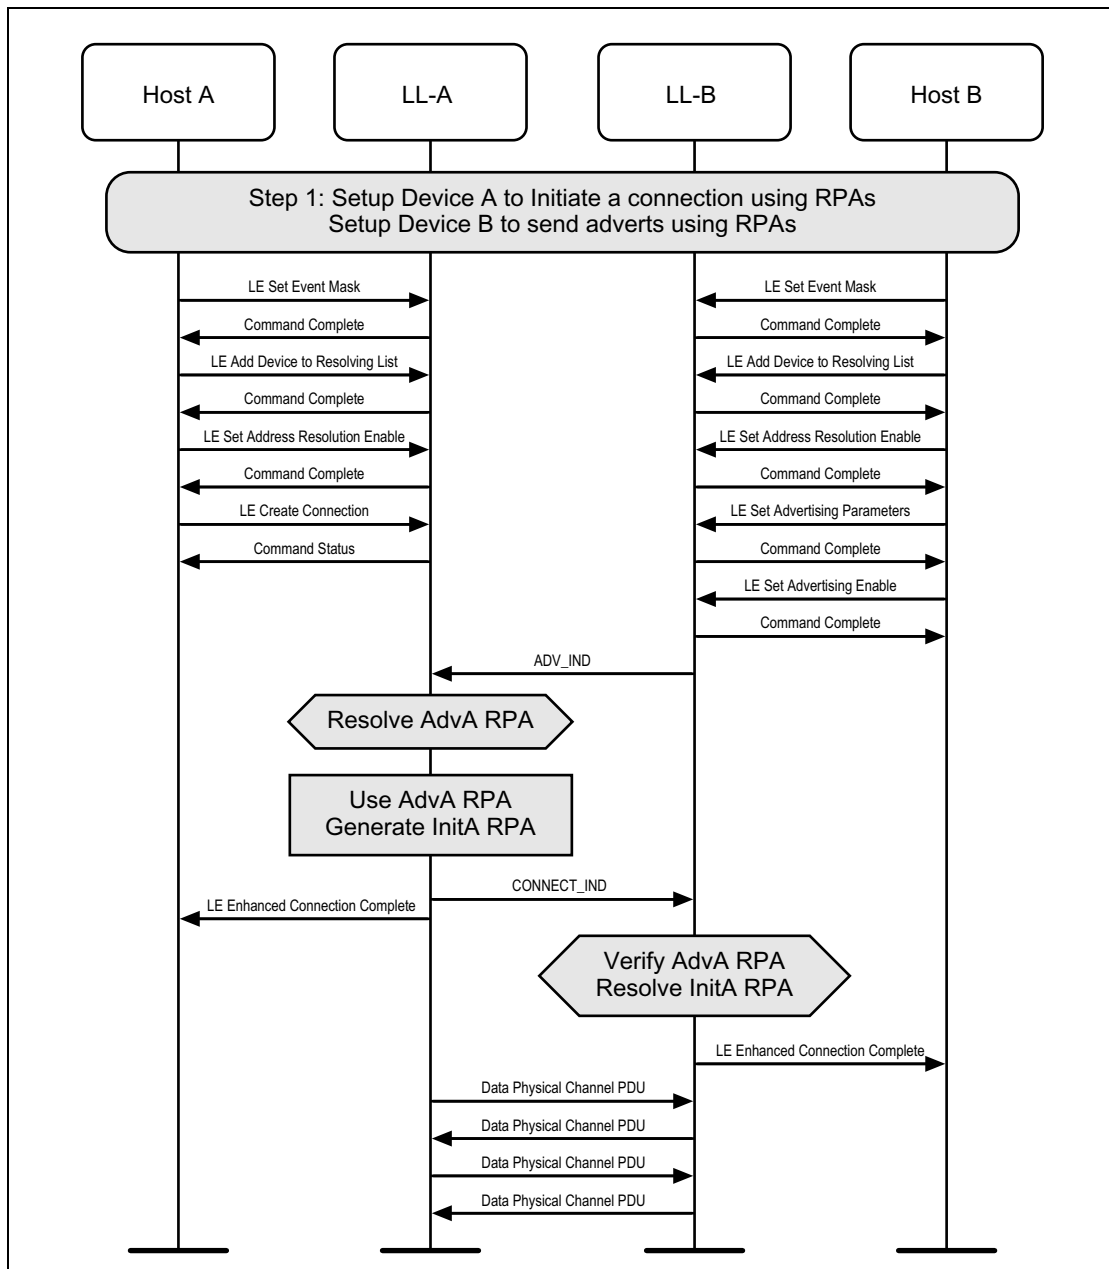 Host A
LL-A
LL-B
Host B
Step 1: Setup Device A to Initiate a connection using RPAs
Setup Device B to send adverts using RPAs
LE Set Event Mask
LE Set Event Mask
Command Complete
Command Complete
LE Add Device to Resolving List
LE Add Device to Resolving List
Command Complete
Command Complete
LE Set Address Resolution Enable
LE Set Address Resolution Enable
Command Complete
Command Complete
LE Create Connection
LE Set Advertising Parameters
Command Status
Command Complete
LE Set Advertising Enable
Command Complete
ADV_IND
Resolve AdvA RPA
Use AdvA RPA
Generate InitA RPA
CONNECT_IND
LE Enhanced Connection Complete
Verify AdvA RPA
Resolve InitA RPA
LE Enhanced Connection Complete
Data Physical Channel PDU
Data Physical Channel PDU
Data Physical Channel PDU
Data Physical Channel PDU